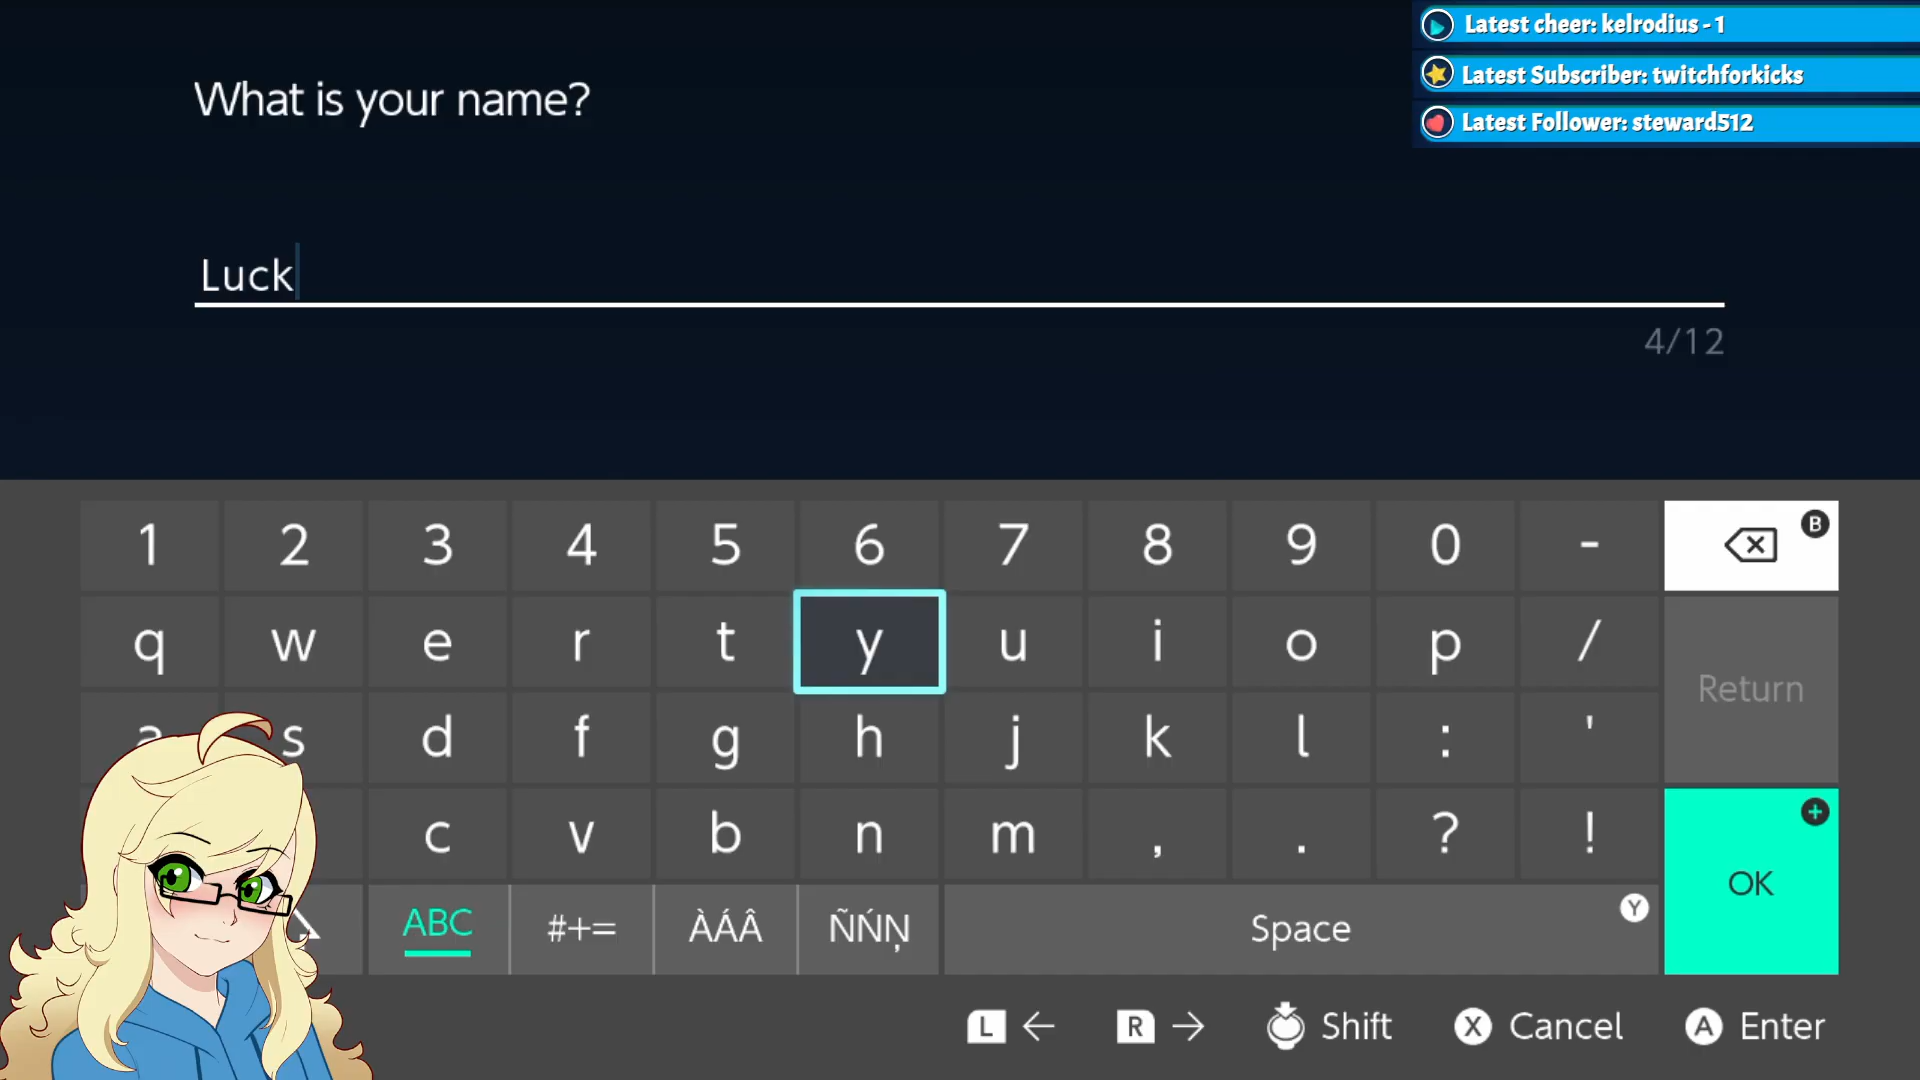 Latest cheer: kelrodius - 1
Latest Subscriber: twitchforkicks
Latest Follower: steward512
What is your name?
Luck
4/12
1 2 3 4 5 6 7 8 9 0 - B
q w e r t y u i o p /
Return
a s d f g h j k l : '
c v b n m , . ? ! +
OK
ABC #+= ÀÁÂ ÑŃŅ Space Y
L ← R → Shift X Cancel A Enter